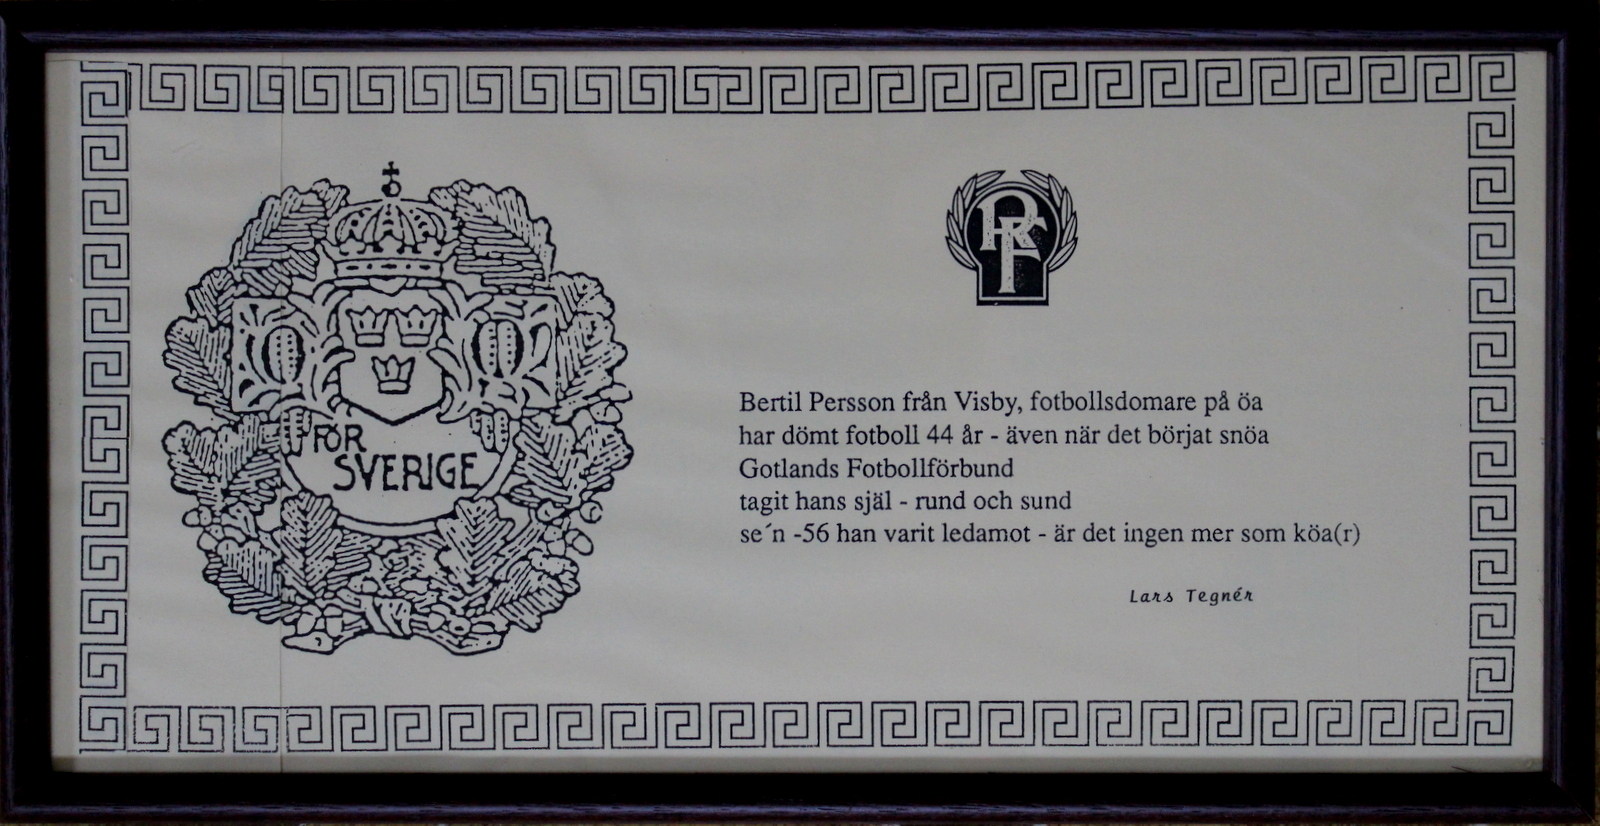 FÖR
SVERIGE
RF
Bertil Persson från Visby, fotbollsdomare på öa
har dömt fotboll 44 år - även när det börjat snöa
Gotlands Fotbollförbund
tagit hans själ - rund och sund
se´n -56 han varit ledamot - är det ingen mer som köa(r)
Lars Tegnér